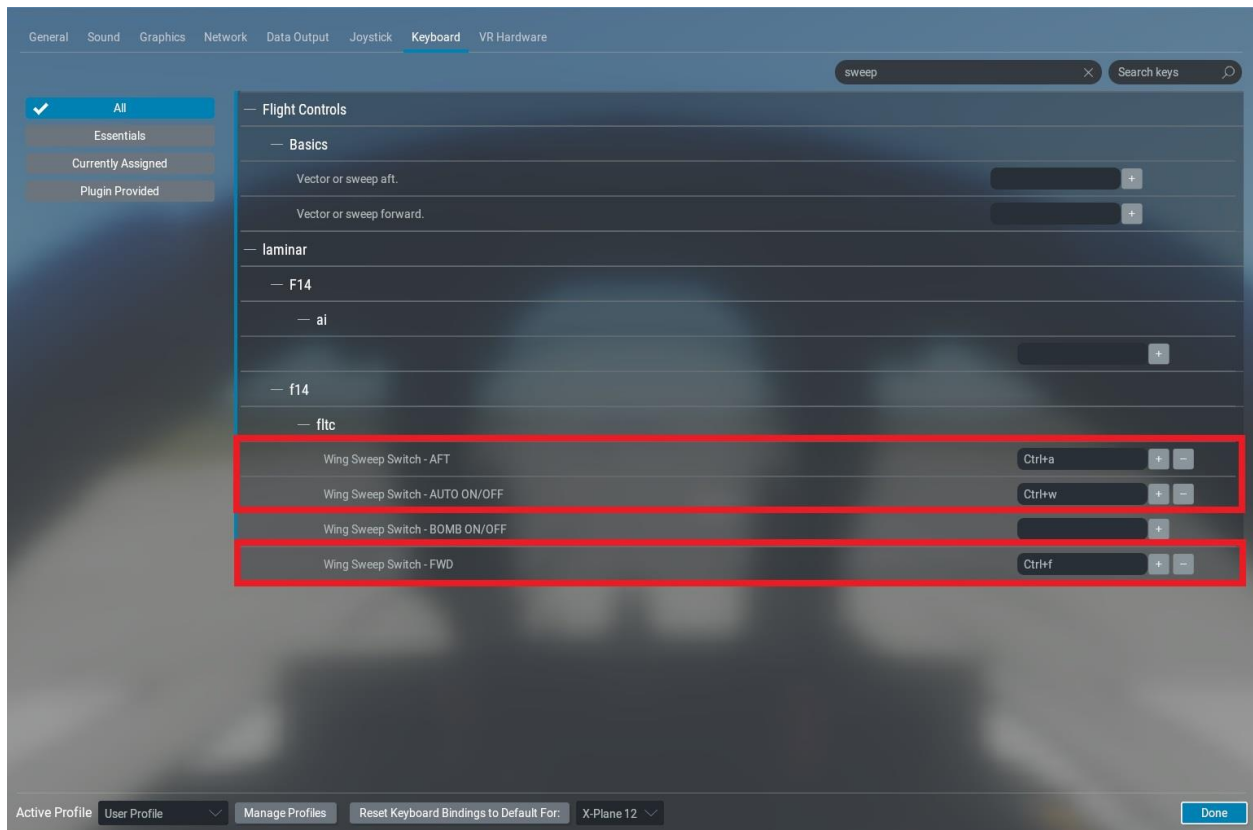 General Sound Graphics Network Data Output Joystick Keyboard VR Hardware
sweep Search keys
All
Essentials
Currently Assigned
Plugin Provided
Flight Controls
Basics
Vector or sweep aft.
Vector or sweep forward.
laminar
F14
ai
f14
fltc
Wing Sweep Switch - AFT Ctrl+a
Wing Sweep Switch - AUTO ON/OFF Ctrl+w
Wing Sweep Switch - BOMB ON/OFF
Wing Sweep Switch - FWD Ctrl+f
Active Profile User Profile Manage Profiles Reset Keyboard Bindings to Default For: X-Plane 12 Done